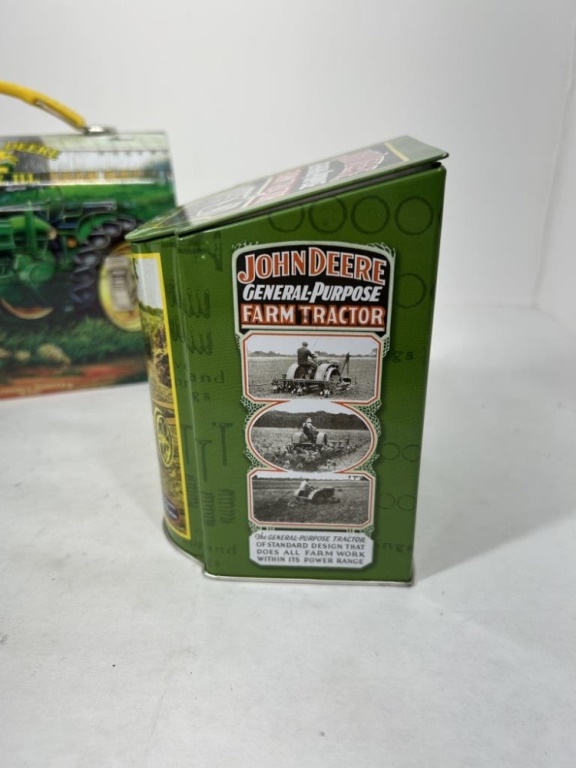 DEERE
JOHN DEERE
GENERAL-PURPOSE
FARM TRACTOR
The GENERAL-PURPOSE TRACTOR
OF STANDARD DESIGN THAT
DOES ALL FARM WORK
WITHIN ITS POWER RANGE